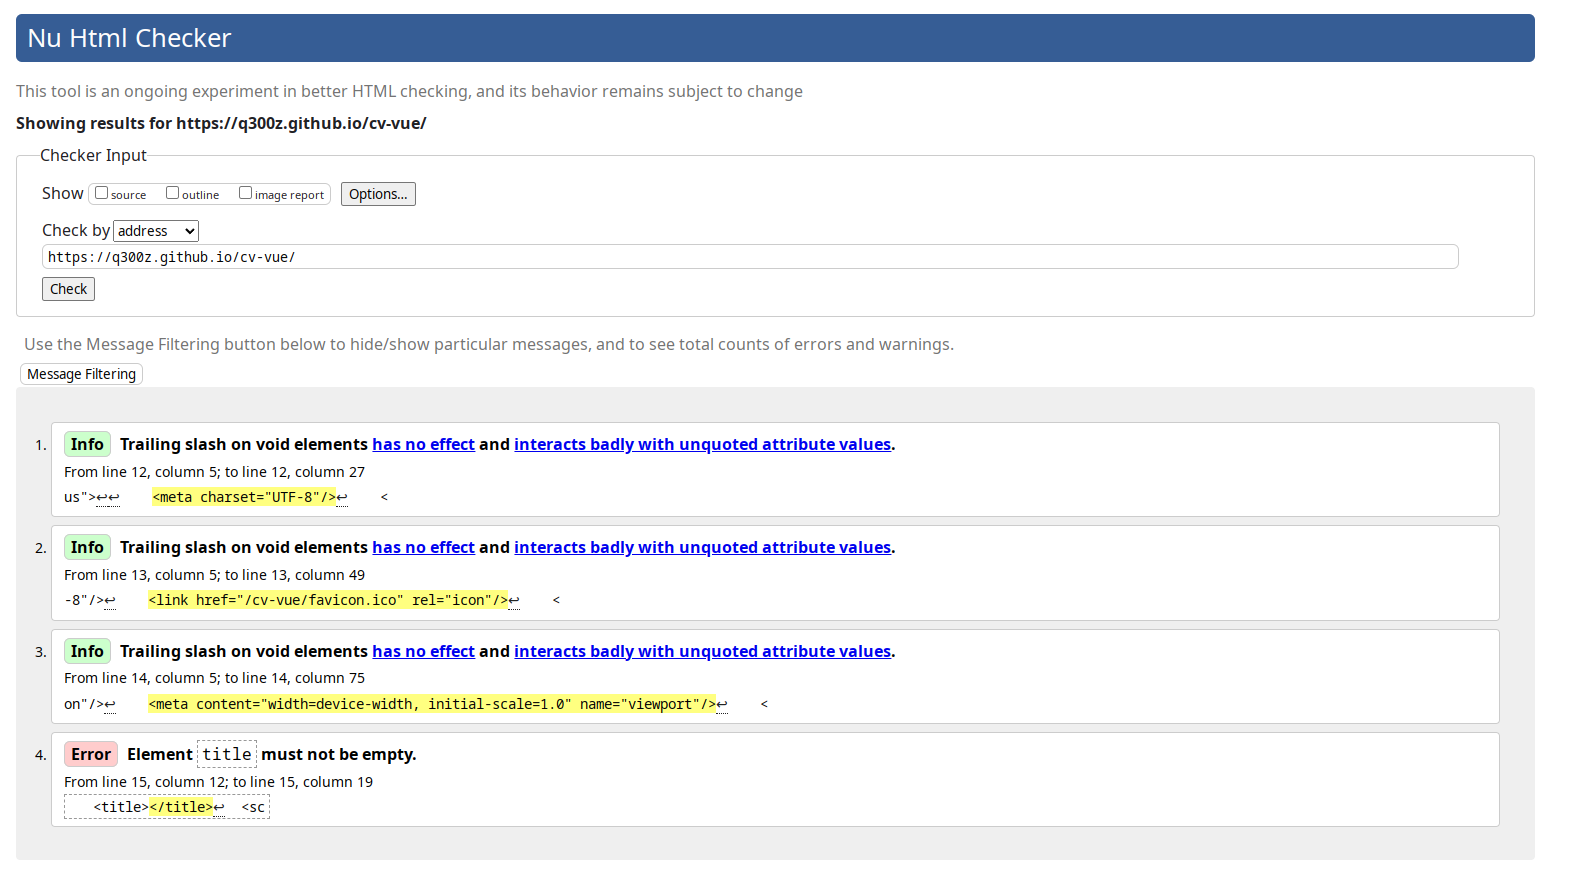 Nu Html Checker
This tool is an ongoing experiment in better HTML checking, and its behavior remains subject to change
Showing results for https://q300z.github.io/cv-vue/
Checker Input
Show source outline image report Options...
Check by address
https://q300z.github.io/cv-vue/
Check
Use the Message Filtering button below to hide/show particular messages, and to see total counts of errors and warnings.
Message Filtering
1. Info Trailing slash on void elements has no effect and interacts badly with unquoted attribute values.
From line 12, column 5; to line 12, column 27
us">↩↩    <meta charset="UTF-8"/>↩    <
2. Info Trailing slash on void elements has no effect and interacts badly with unquoted attribute values.
From line 13, column 5; to line 13, column 49
-8"/>↩    <link href="/cv-vue/favicon.ico" rel="icon"/>↩    <
3. Info Trailing slash on void elements has no effect and interacts badly with unquoted attribute values.
From line 14, column 5; to line 14, column 75
on"/>↩    <meta content="width=device-width, initial-scale=1.0" name="viewport"/>↩    <
4. Error Element title must not be empty.
From line 15, column 12; to line 15, column 19
<title></title>↩  <sc